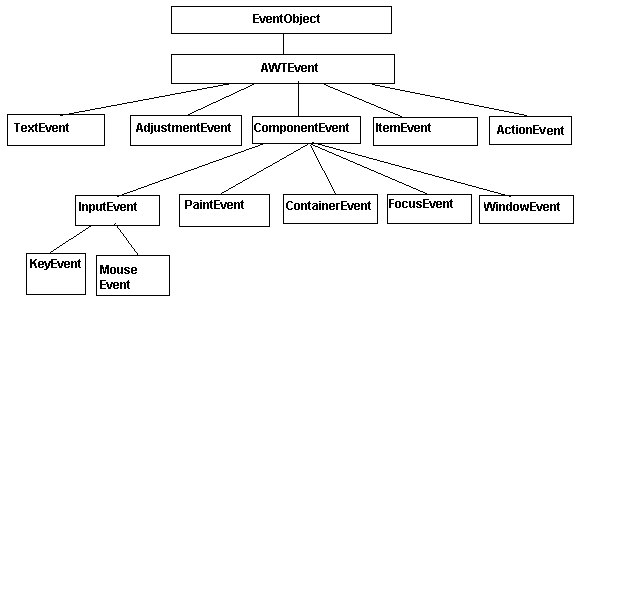 EventObject
AWTEvent
TextEvent
AdjustmentEvent
ComponentEvent
ItemEvent
ActionEvent
InputEvent
PaintEvent
ContainerEvent
FocusEvent
WindowEvent
KeyEvent
Mouse
Event